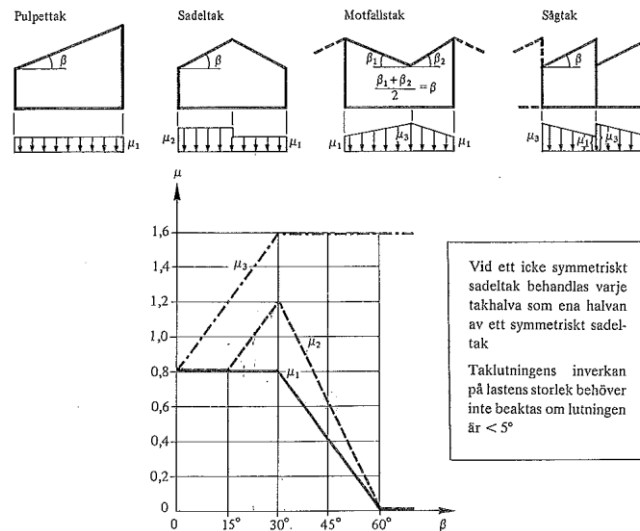 Pulpettak
Sadeltak
Motfallstak
Sågtak
β
β
β₁
β₂
β₁ + β₂
2
= β
β
μ₁
μ₂
μ₁
μ₁
μ₃
μ₁
μ₃
μ₁
μ
1,6
1,4
1,2
1,0
0,8
0,6
0,4
0,2
0
μ₃
μ₂
μ₁
0
15°
30°
45°
60°
β
Vid ett icke symmetriskt
sadeltak behandlas varje
takhalva som ena halvan
av ett symmetriskt sadel-
tak
Taklutningens inverkan
på lastens storlek behöver
inte beaktas om lutningen
är < 5°